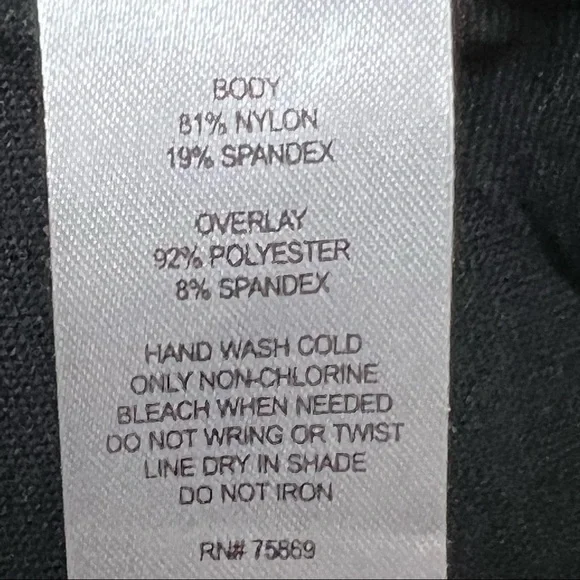 BODY
81% NYLON
19% SPANDEX
OVERLAY
92% POLYESTER
8% SPANDEX
HAND WASH COLD
ONLY NON-CHLORINE
BLEACH WHEN NEEDED
DO NOT WRING OR TWIST
LINE DRY IN SHADE
DO NOT IRON
RN# 75869